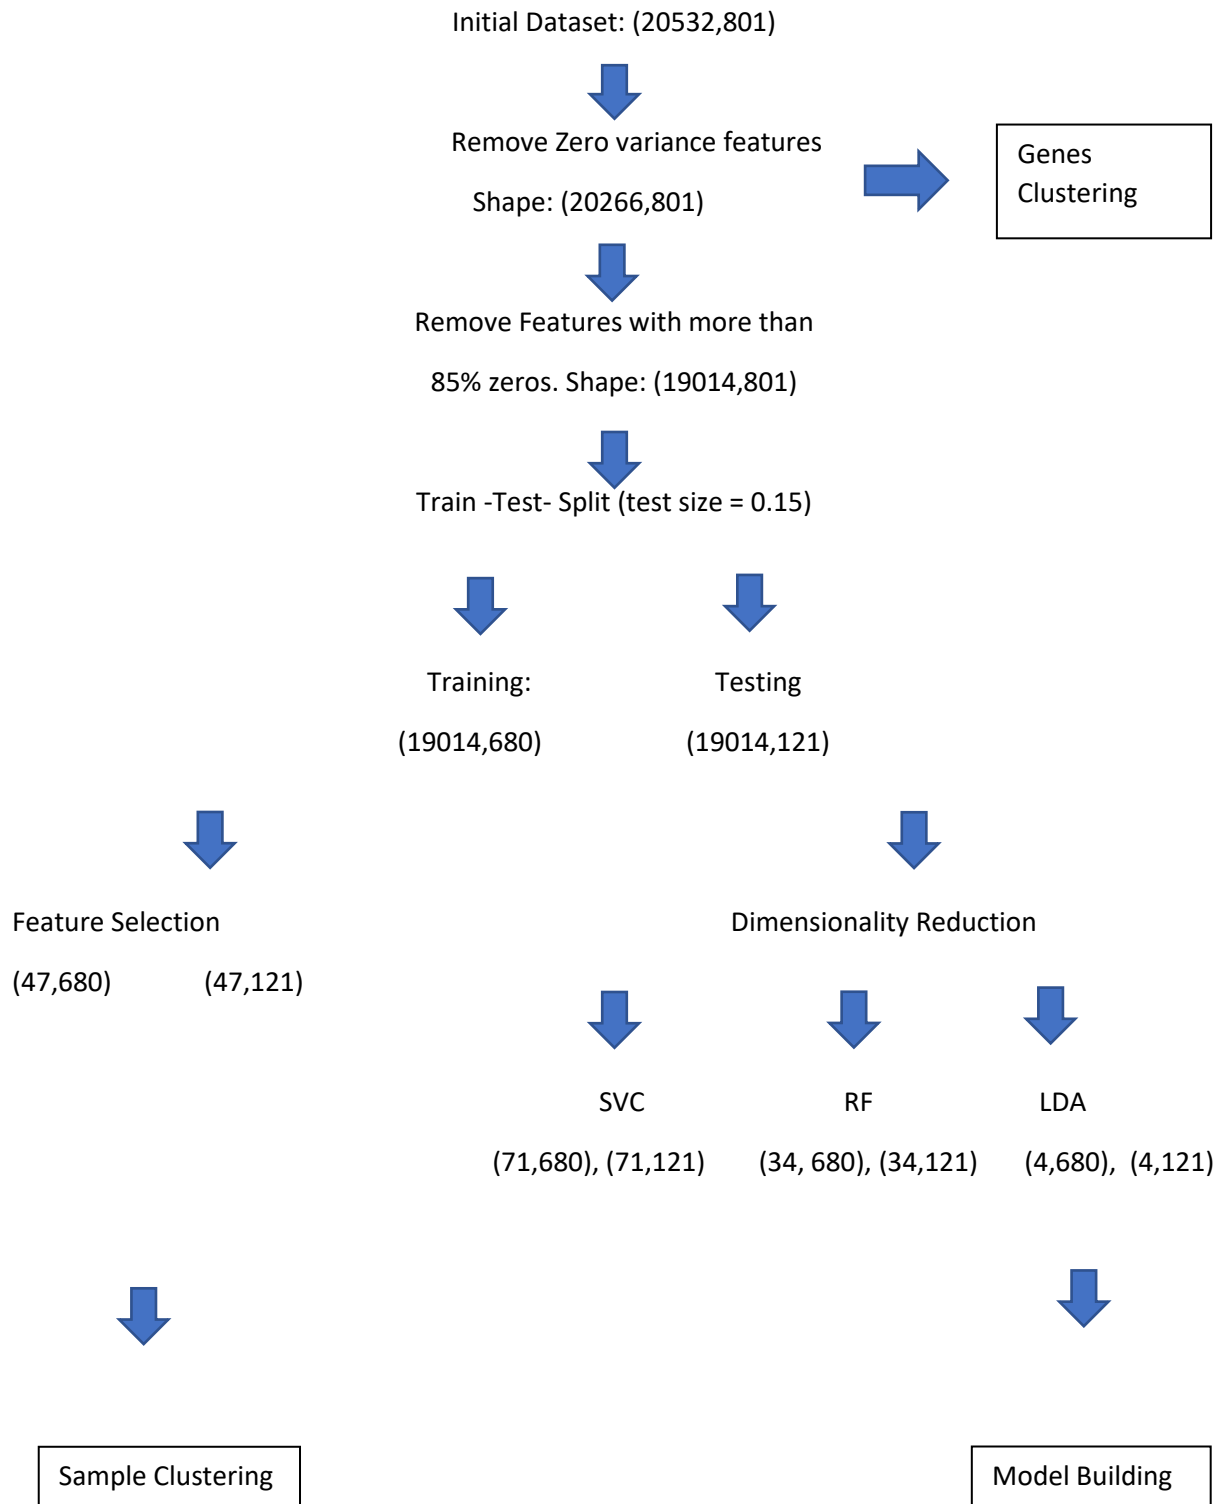 Initial Dataset: (20532,801)
Remove Zero variance features
Shape: (20266,801)
Genes
Clustering
Remove Features with more than
85% zeros. Shape: (19014,801)
Train -Test- Split (test size = 0.15)
Training: Testing
(19014,680) (19014,121)
Feature Selection Dimensionality Reduction
(47,680) (47,121)
SVC RF LDA
(71,680), (71,121) (34, 680), (34,121) (4,680), (4,121)
Sample Clustering Model Building